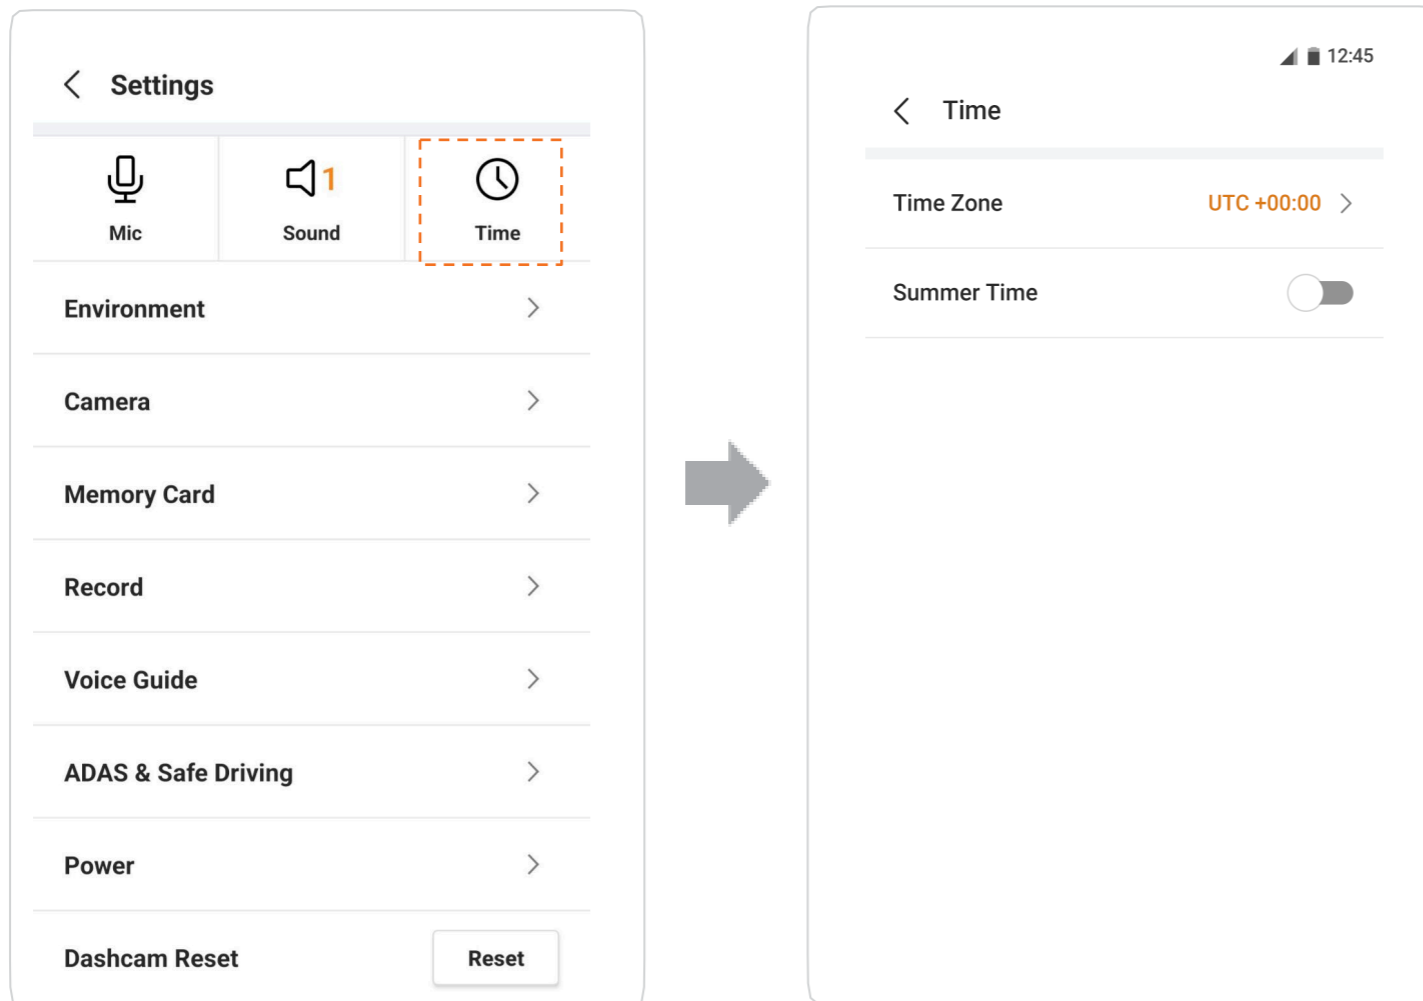 Settings
Mic
1
Sound
Time
Environment
Camera
Memory Card
Record
Voice Guide
ADAS & Safe Driving
Power
Dashcam Reset
Reset
12:45
Time
Time Zone
UTC +00:00
Summer Time